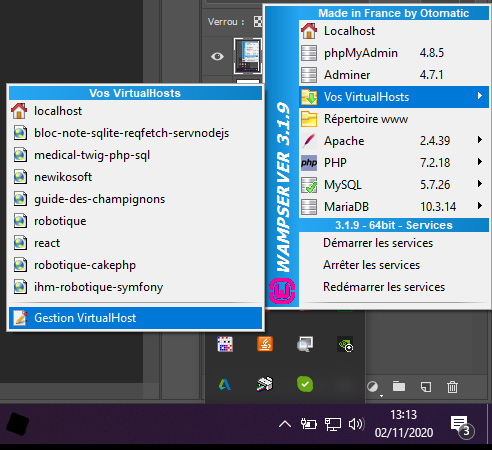 Verrou :
Made in France by Otomatic
Localhost
phpMyAdmin 4.8.5
Adminer 4.7.1
Vos VirtualHosts
Répertoire www
Apache 2.4.39
php PHP 7.2.18
MySQL 5.7.26
MariaDB 10.3.14
3.1.9 - 64bit - Services
Démarrer les services
Arrêter les services
Redémarrer les services
WAMPSERVER 3.1.9
Vos VirtualHosts
localhost
bloc-note-sqlite-reqfetch-servnodejs
medical-twig-php-sql
newikosoft
guide-des-champignons
robotique
react
robotique-cakephp
ihm-robotique-symfony
Gestion VirtualHost
13:13
02/11/2020
3